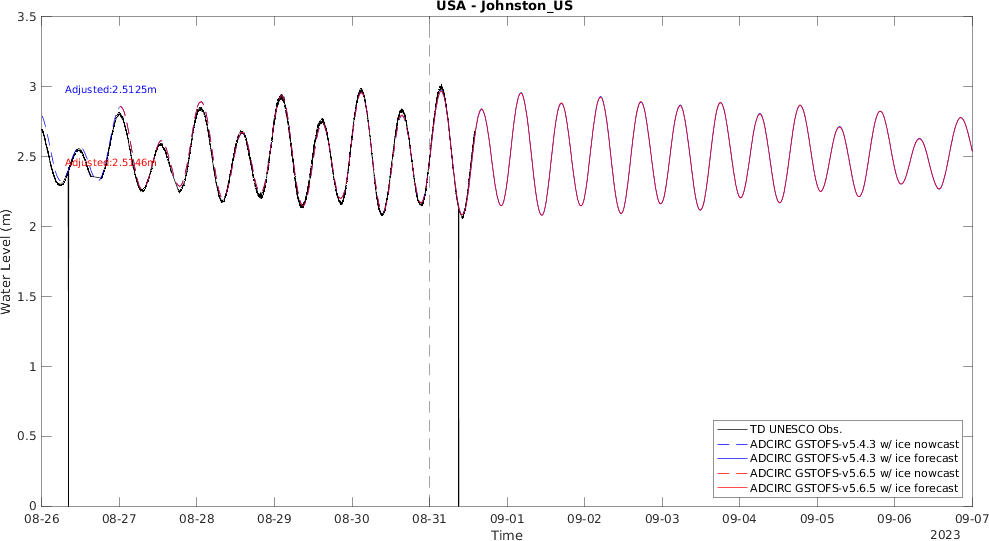 USA - Johnston_US
3.5
3
2.5
2
1.5
1
0.5
0
Water Level (m)
Adjusted:2.5125m
Adjusted:2.5146m
TD UNESCO Obs.
ADCIRC GSTOFS-v5.4.3 w/ ice nowcast
ADCIRC GSTOFS-v5.4.3 w/ ice forecast
ADCIRC GSTOFS-v5.6.5 w/ ice nowcast
ADCIRC GSTOFS-v5.6.5 w/ ice forecast
08-26 08-27 08-28 08-29 08-30 08-31 09-01 09-02 09-03 09-04 09-05 09-06 09-07
Time
2023